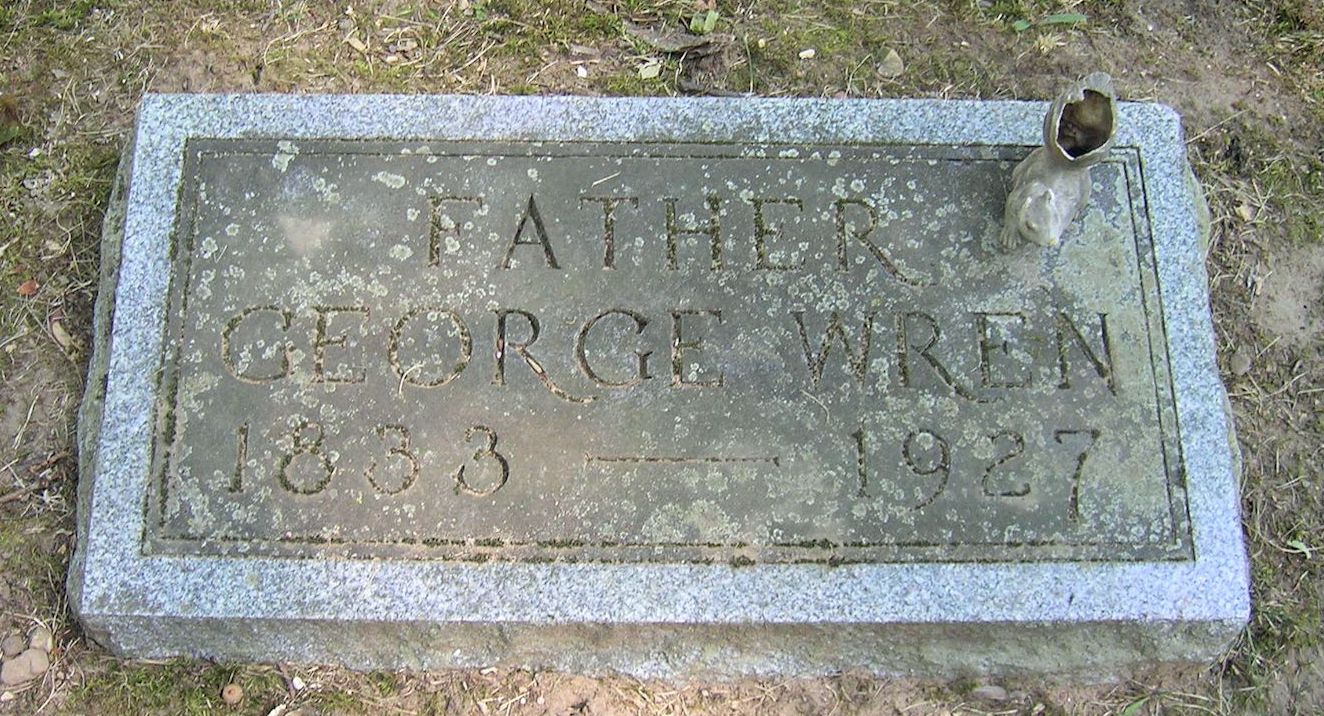 FATHER
GEORGE WREN
1833 — 1927